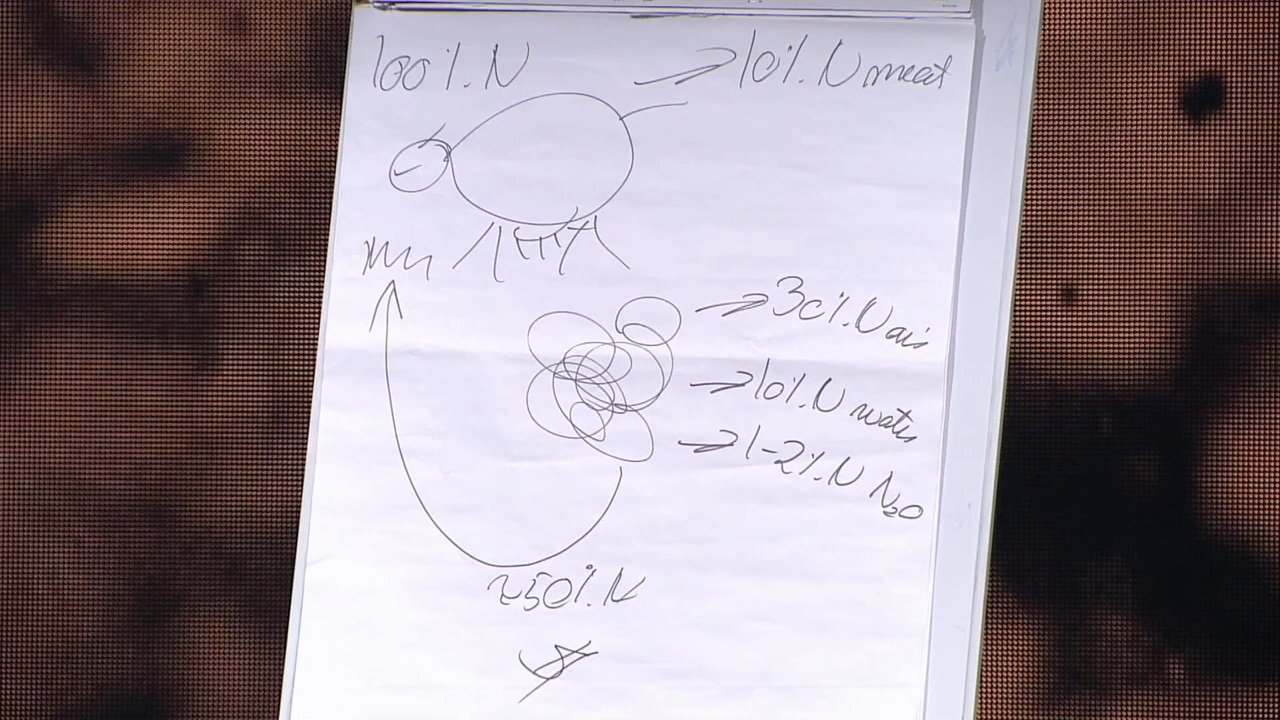 100%.N
→ 10%.N meat
→ 30%.N air
→ 10%.N water
→ 1-2%.N N₂O
≈50%.N